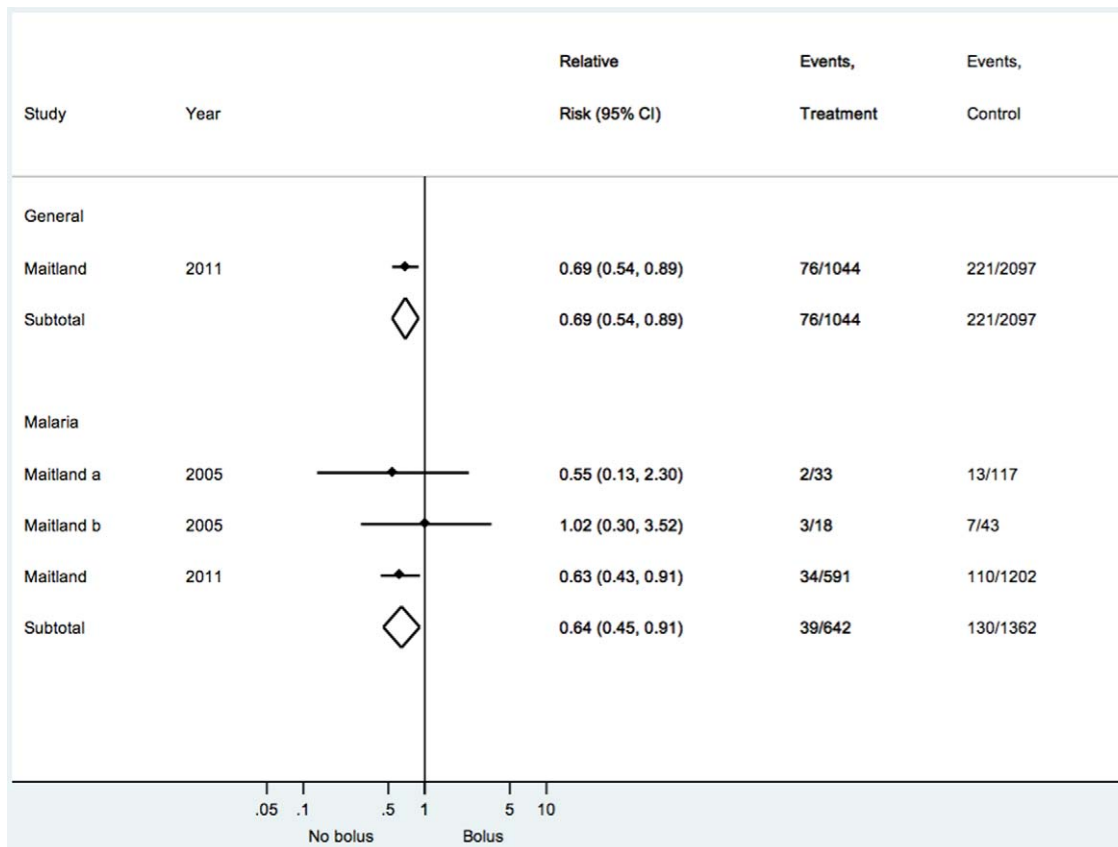 Relative Events, Events,
Study Year Risk (95% CI) Treatment Control
General
Maitland 2011 0.69 (0.54, 0.89) 76/1044 221/2097
Subtotal 0.69 (0.54, 0.89) 76/1044 221/2097
Malaria
Maitland a 2005 0.55 (0.13, 2.30) 2/33 13/117
Maitland b 2005 1.02 (0.30, 3.52) 3/18 7/43
Maitland 2011 0.63 (0.43, 0.91) 34/591 110/1202
Subtotal 0.64 (0.45, 0.91) 39/642 130/1362
.05 .1 .5 1 5 10
No bolus Bolus